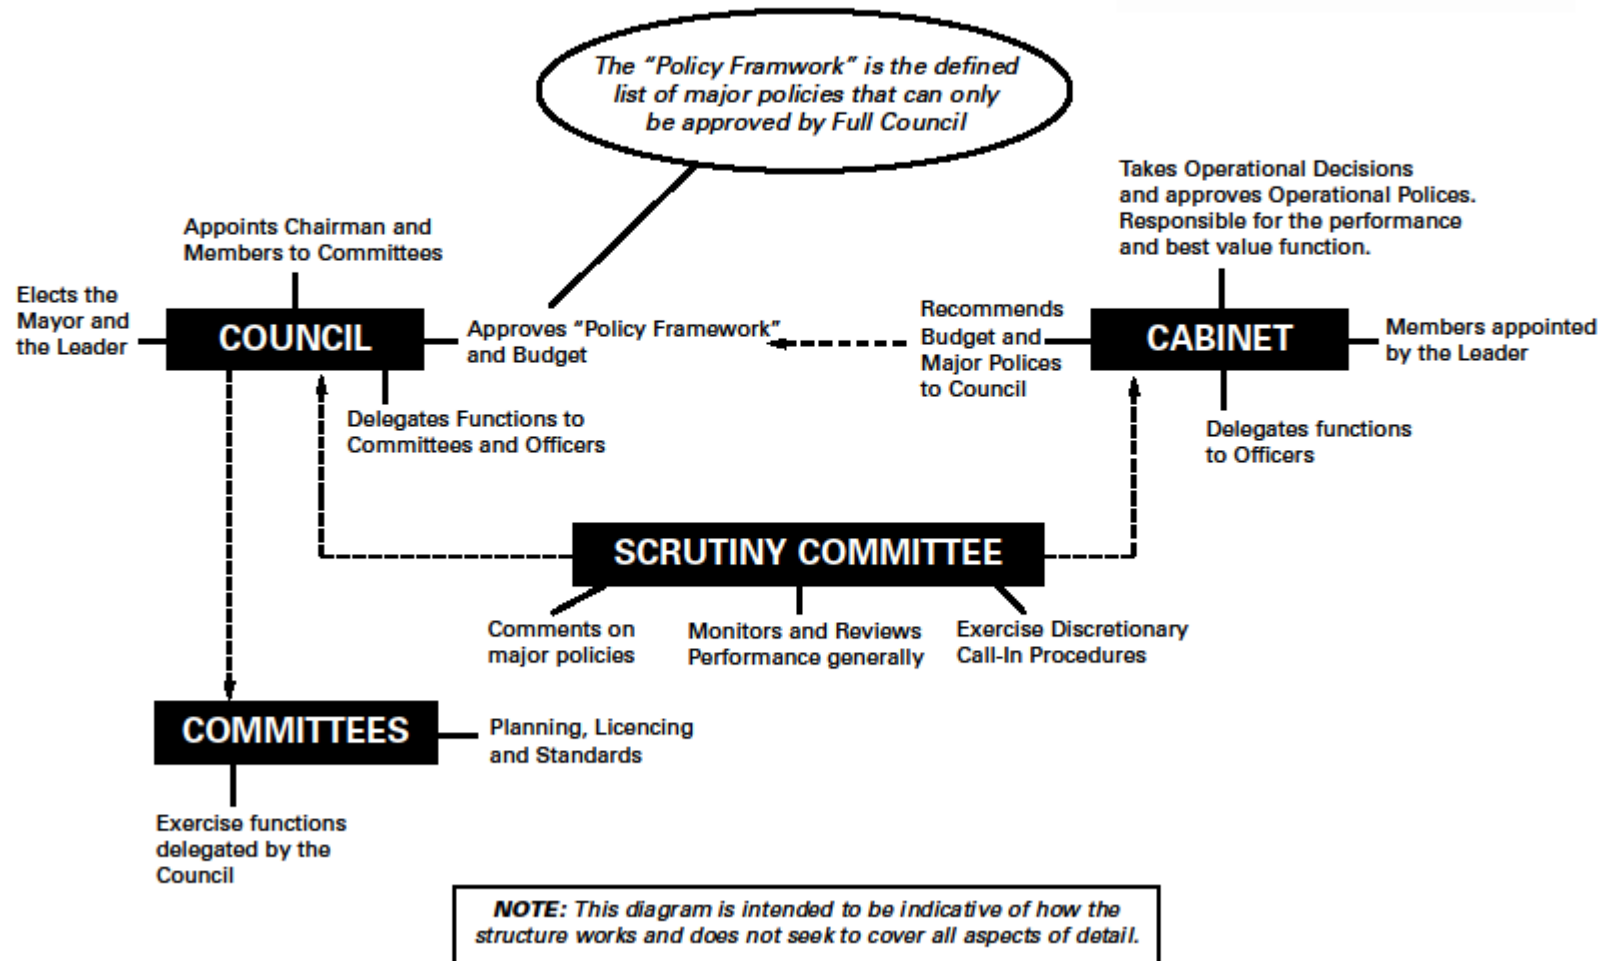 The “Policy Framwork” is the defined
list of major policies that can only
be approved by Full Council
Takes Operational Decisions
and approves Operational Polices.
Responsible for the performance
and best value function.
Appoints Chairman and
Members to Committees
Elects the
Mayor and
the Leader
COUNCIL
Approves “Policy Framework”
and Budget
Recommends
Budget and
Major Polices
to Council
CABINET
Members appointed
by the Leader
Delegates Functions to
Committees and Officers
Delegates functions
to Officers
SCRUTINY COMMITTEE
Comments on
major policies
Monitors and Reviews
Performance generally
Exercise Discretionary
Call-In Procedures
COMMITTEES
Planning, Licencing
and Standards
Exercise functions
delegated by the
Council
NOTE: This diagram is intended to be indicative of how the
structure works and does not seek to cover all aspects of detail.